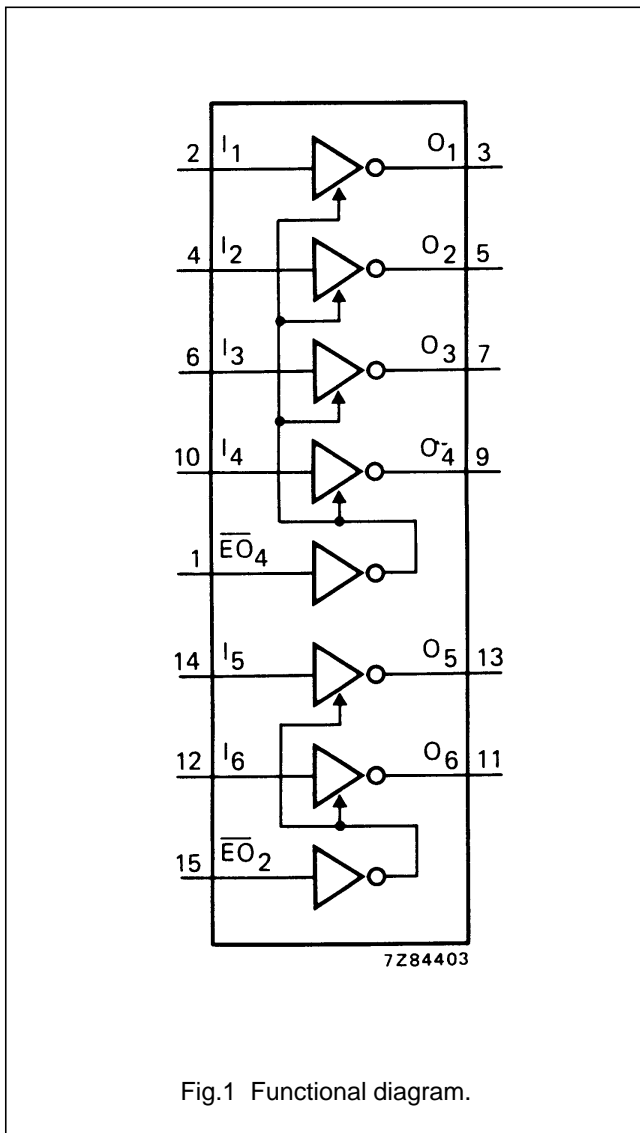 2 I1 O1 3
4 I2 O2 5
6 I3 O3 7
10 I4 O4 9
1 EO4
14 I5 O5 13
12 I6 O6 11
15 EO2
7Z84403
Fig.1 Functional diagram.